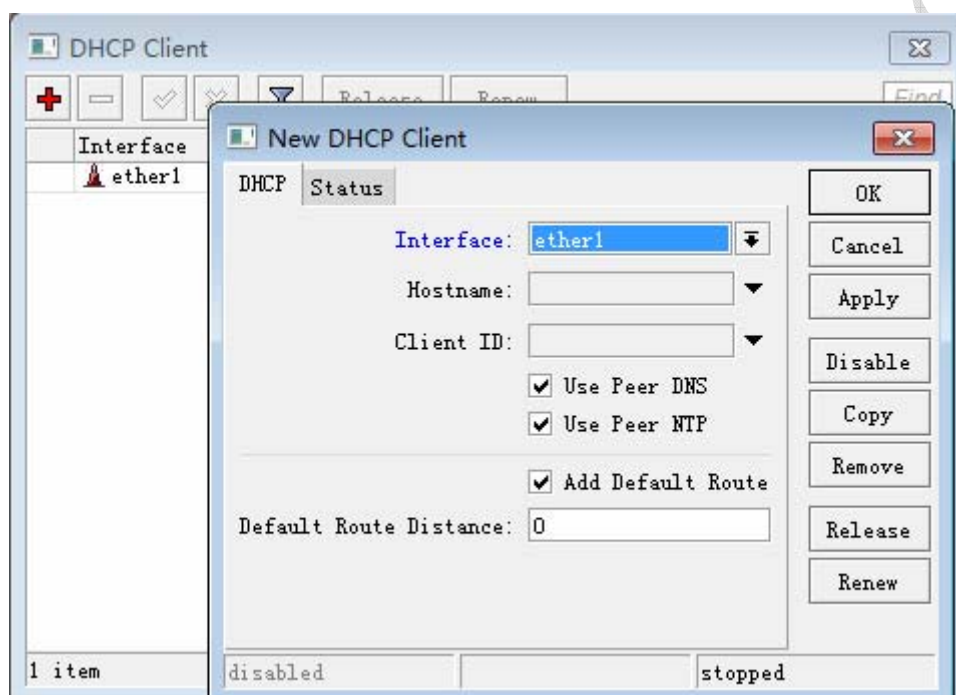 DHCP Client
Release Renew Find
Interface
ether1
New DHCP Client
DHCP Status
Interface: ether1
Hostname:
Client ID:
Use Peer DNS
Use Peer NTP
Add Default Route
Default Route Distance: 0
OK
Cancel
Apply
Disable
Copy
Remove
Release
Renew
1 item
disabled stopped